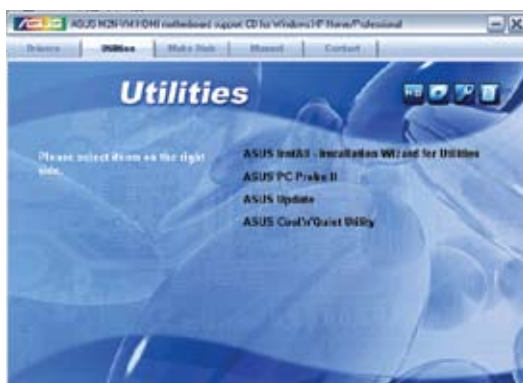 ASUS M2N-VM HDMI motherboard support CD for Windows XP Home/Professional
Drivers Utilities Make Disk Manual Contact
Utilities
Please select items on the right side.
ASUS InstAll - Installation Wizard for Utilities
ASUS PC Probe II
ASUS Update
ASUS Cool'n'Quiet Utility